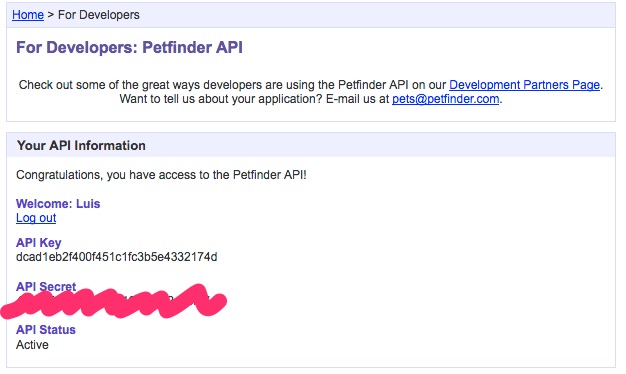 Home > For Developers
For Developers: Petfinder API
Check out some of the great ways developers are using the Petfinder API on our Development Partners Page.
Want to tell us about your application? E-mail us at pets@petfinder.com.
Your API Information
Congratulations, you have access to the Petfinder API!
Welcome: Luis
Log out
API Key
dcad1eb2f400f451c1fc3b5e4332174d
API Secret
API Status
Active